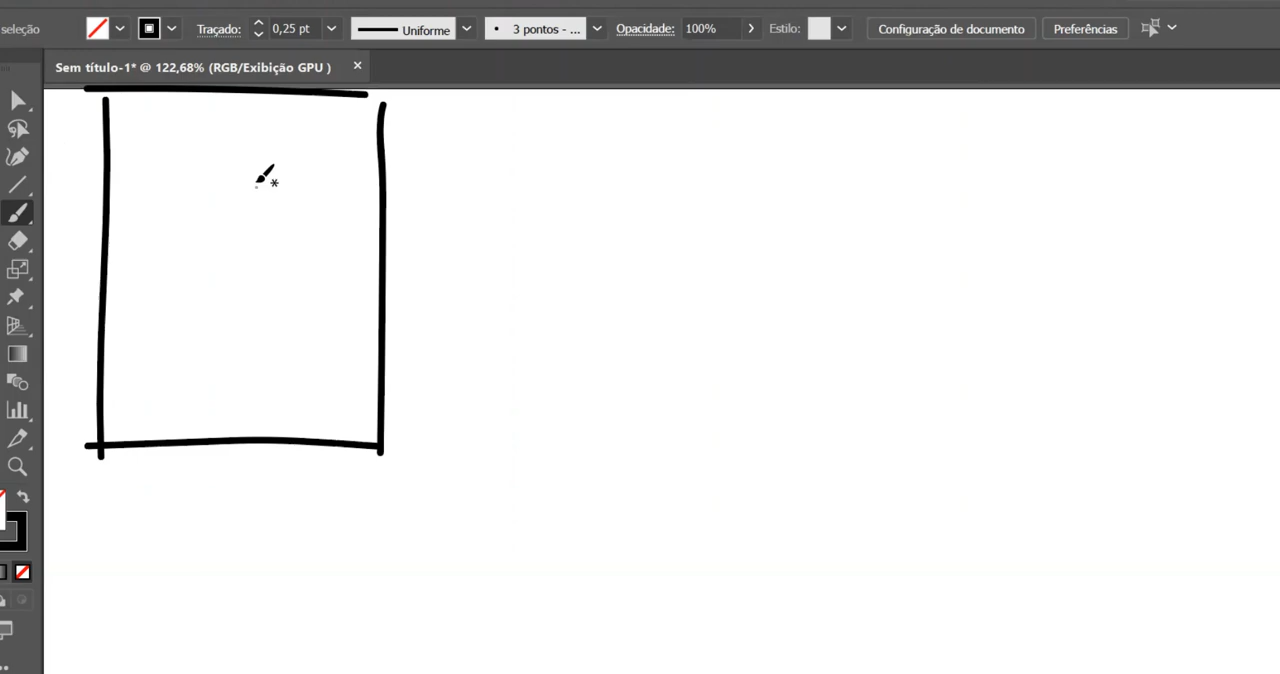 seleção Traçado: 0,25 pt Uniforme 3 pontos - ... Opacidade: 100% Estilo: Configuração de documento Preferências
Sem título-1* @ 122,68% (RGB/Exibição GPU )